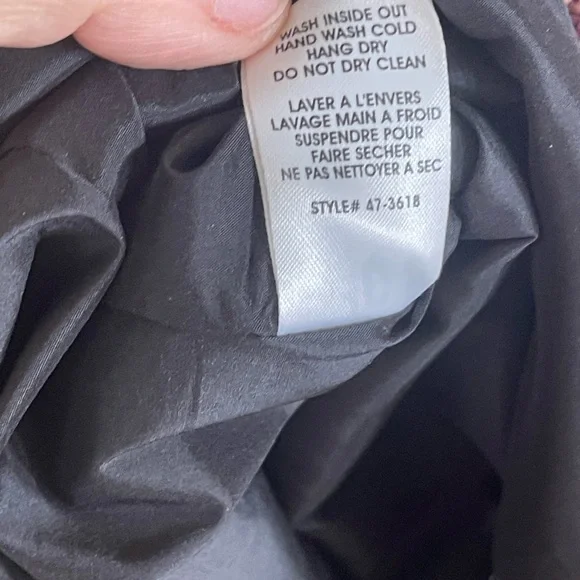 WASH INSIDE OUT
HAND WASH COLD
HANG DRY
DO NOT DRY CLEAN
LAVER A L'ENVERS
LAVAGE MAIN A FROID
SUSPENDRE POUR
FAIRE SECHER
NE PAS NETTOYER A SEC
STYLE# 47-3618